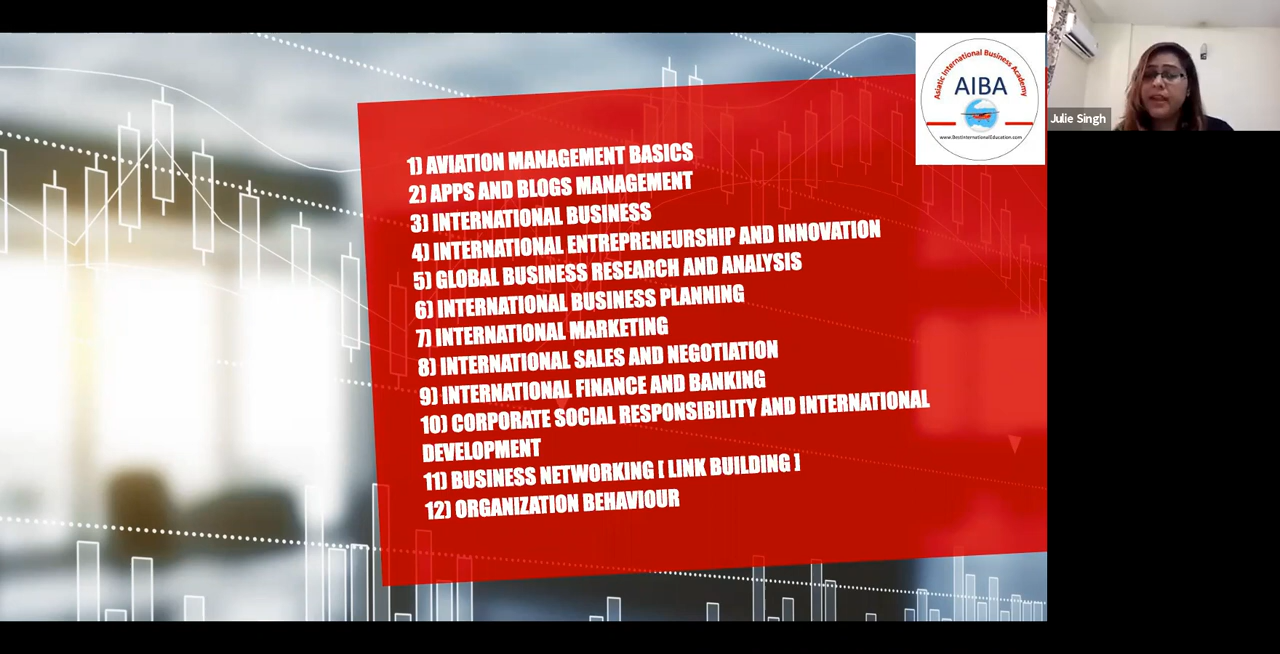 1) AVIATION MANAGEMENT BASICS
2) APPS AND BLOGS MANAGEMENT
3) INTERNATIONAL BUSINESS
4) INTERNATIONAL ENTREPRENEURSHIP AND INNOVATION
5) GLOBAL BUSINESS RESEARCH AND ANALYSIS
6) INTERNATIONAL BUSINESS PLANNING
7) INTERNATIONAL MARKETING
8) INTERNATIONAL SALES AND NEGOTIATION
9) INTERNATIONAL FINANCE AND BANKING
10) CORPORATE SOCIAL RESPONSIBILITY AND INTERNATIONAL
DEVELOPMENT
11) BUSINESS NETWORKING [ LINK BUILDING ]
12) ORGANIZATION BEHAVIOUR
Asiatic International Business Academy
AIBA
www.BestInternationalEducation.com
Julie Singh